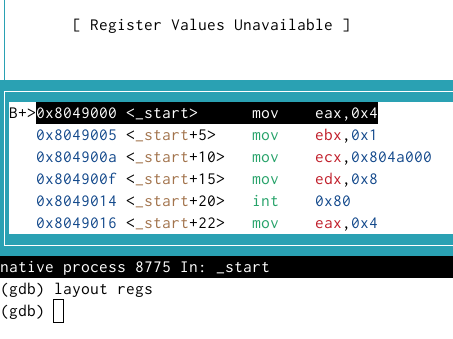 [ Register Values Unavailable ]
B+>0x8049000 <_start> mov eax,0x4
0x8049005 <_start+5> mov ebx,0x1
0x804900a <_start+10> mov ecx,0x804a000
0x804900f <_start+15> mov edx,0x8
0x8049014 <_start+20> int 0x80
0x8049016 <_start+22> mov eax,0x4
native process 8775 In: _start
(gdb) layout regs
(gdb)